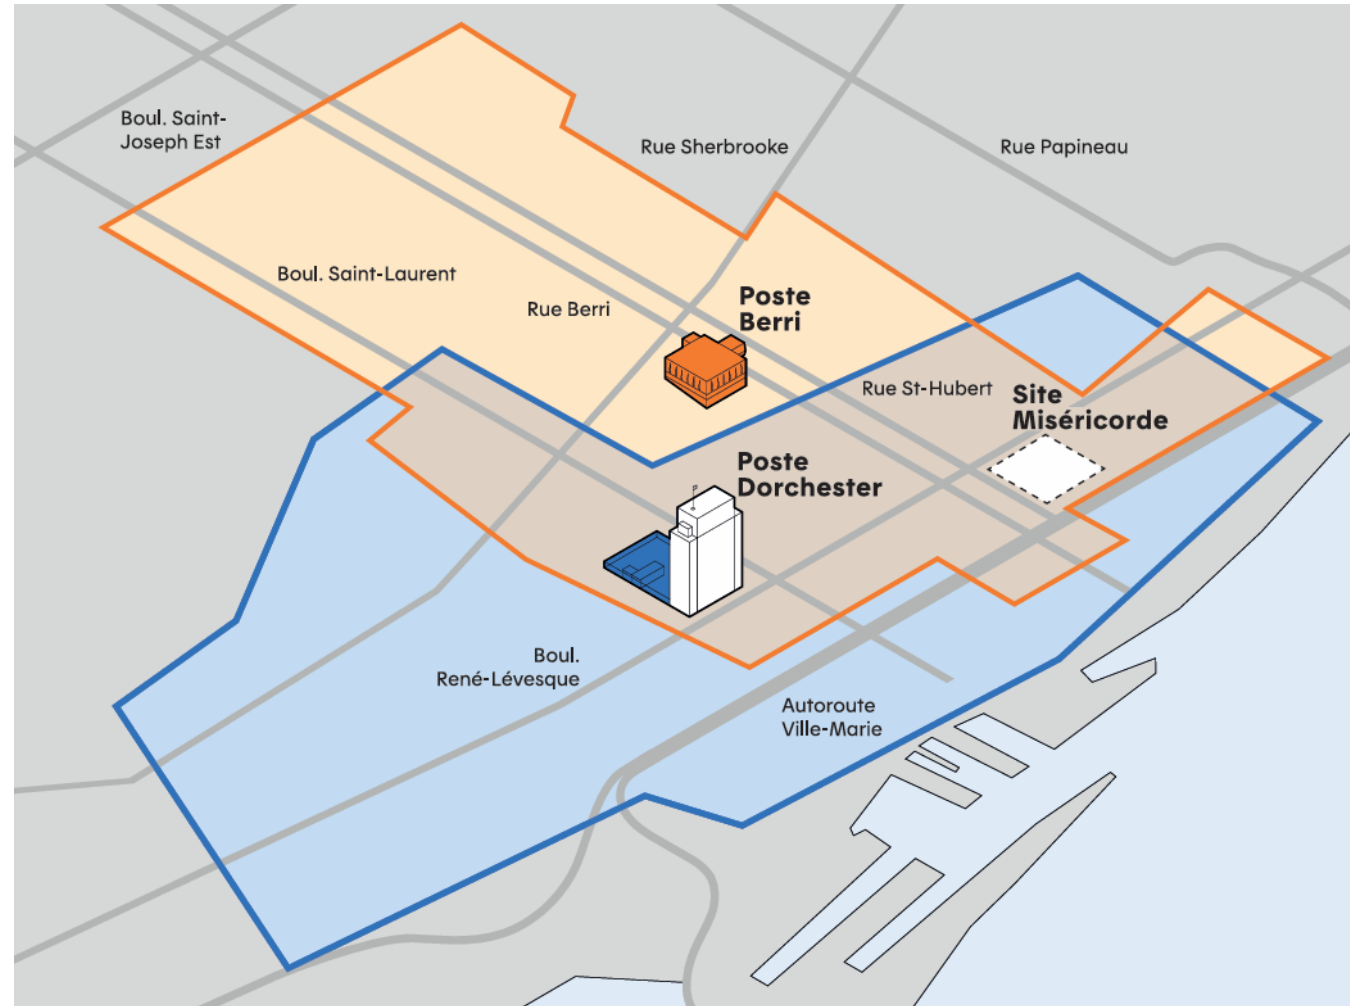 Boul. Saint-
Joseph Est
Rue Sherbrooke
Rue Papineau
Boul. Saint-Laurent
Rue Berri
Poste
Berri
Rue St-Hubert
Site
Miséricorde
Poste
Dorchester
Boul.
René-Lévesque
Autoroute
Ville-Marie